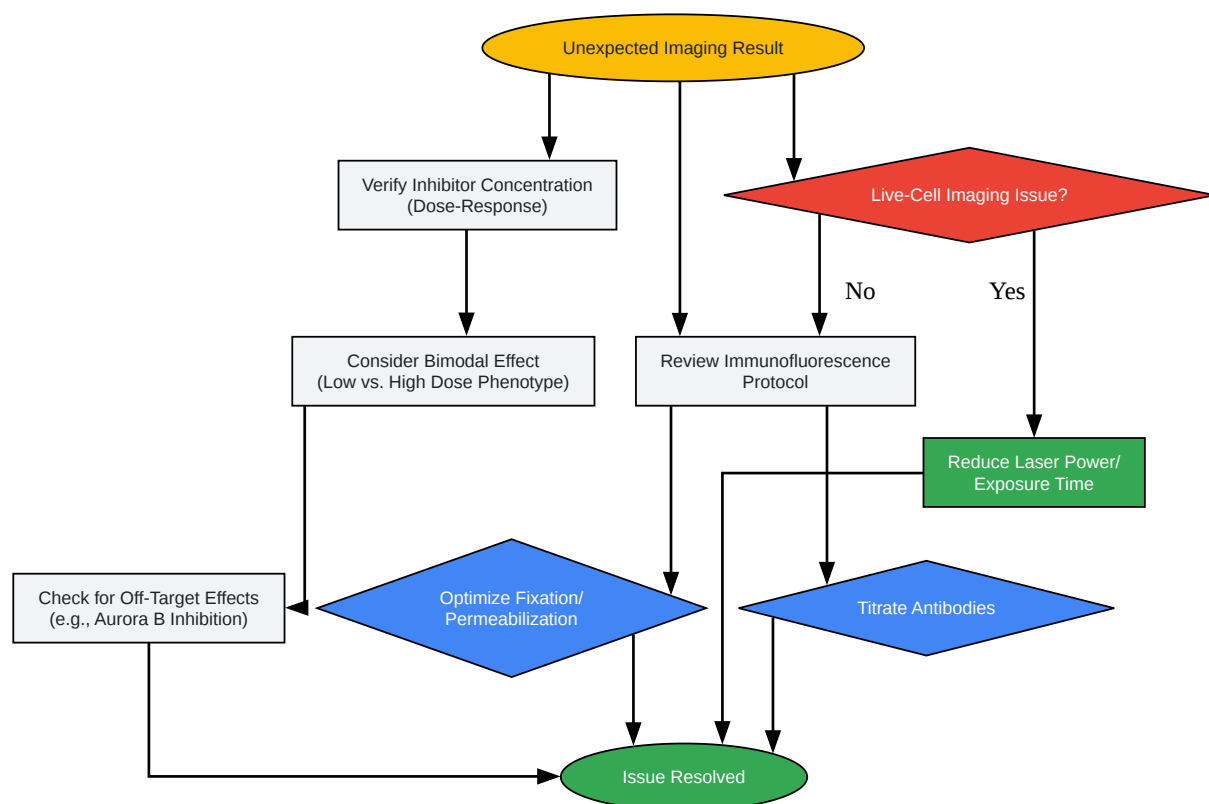 Unexpected Imaging Result
Verify Inhibitor Concentration
(Dose-Response)
Live-Cell Imaging Issue?
No
Yes
Consider Bimodal Effect
(Low vs. High Dose Phenotype)
Review Immunofluorescence
Protocol
Reduce Laser Power/
Exposure Time
Check for Off-Target Effects
(e.g., Aurora B Inhibition)
Optimize Fixation/
Permeabilization
Titrate Antibodies
Issue Resolved